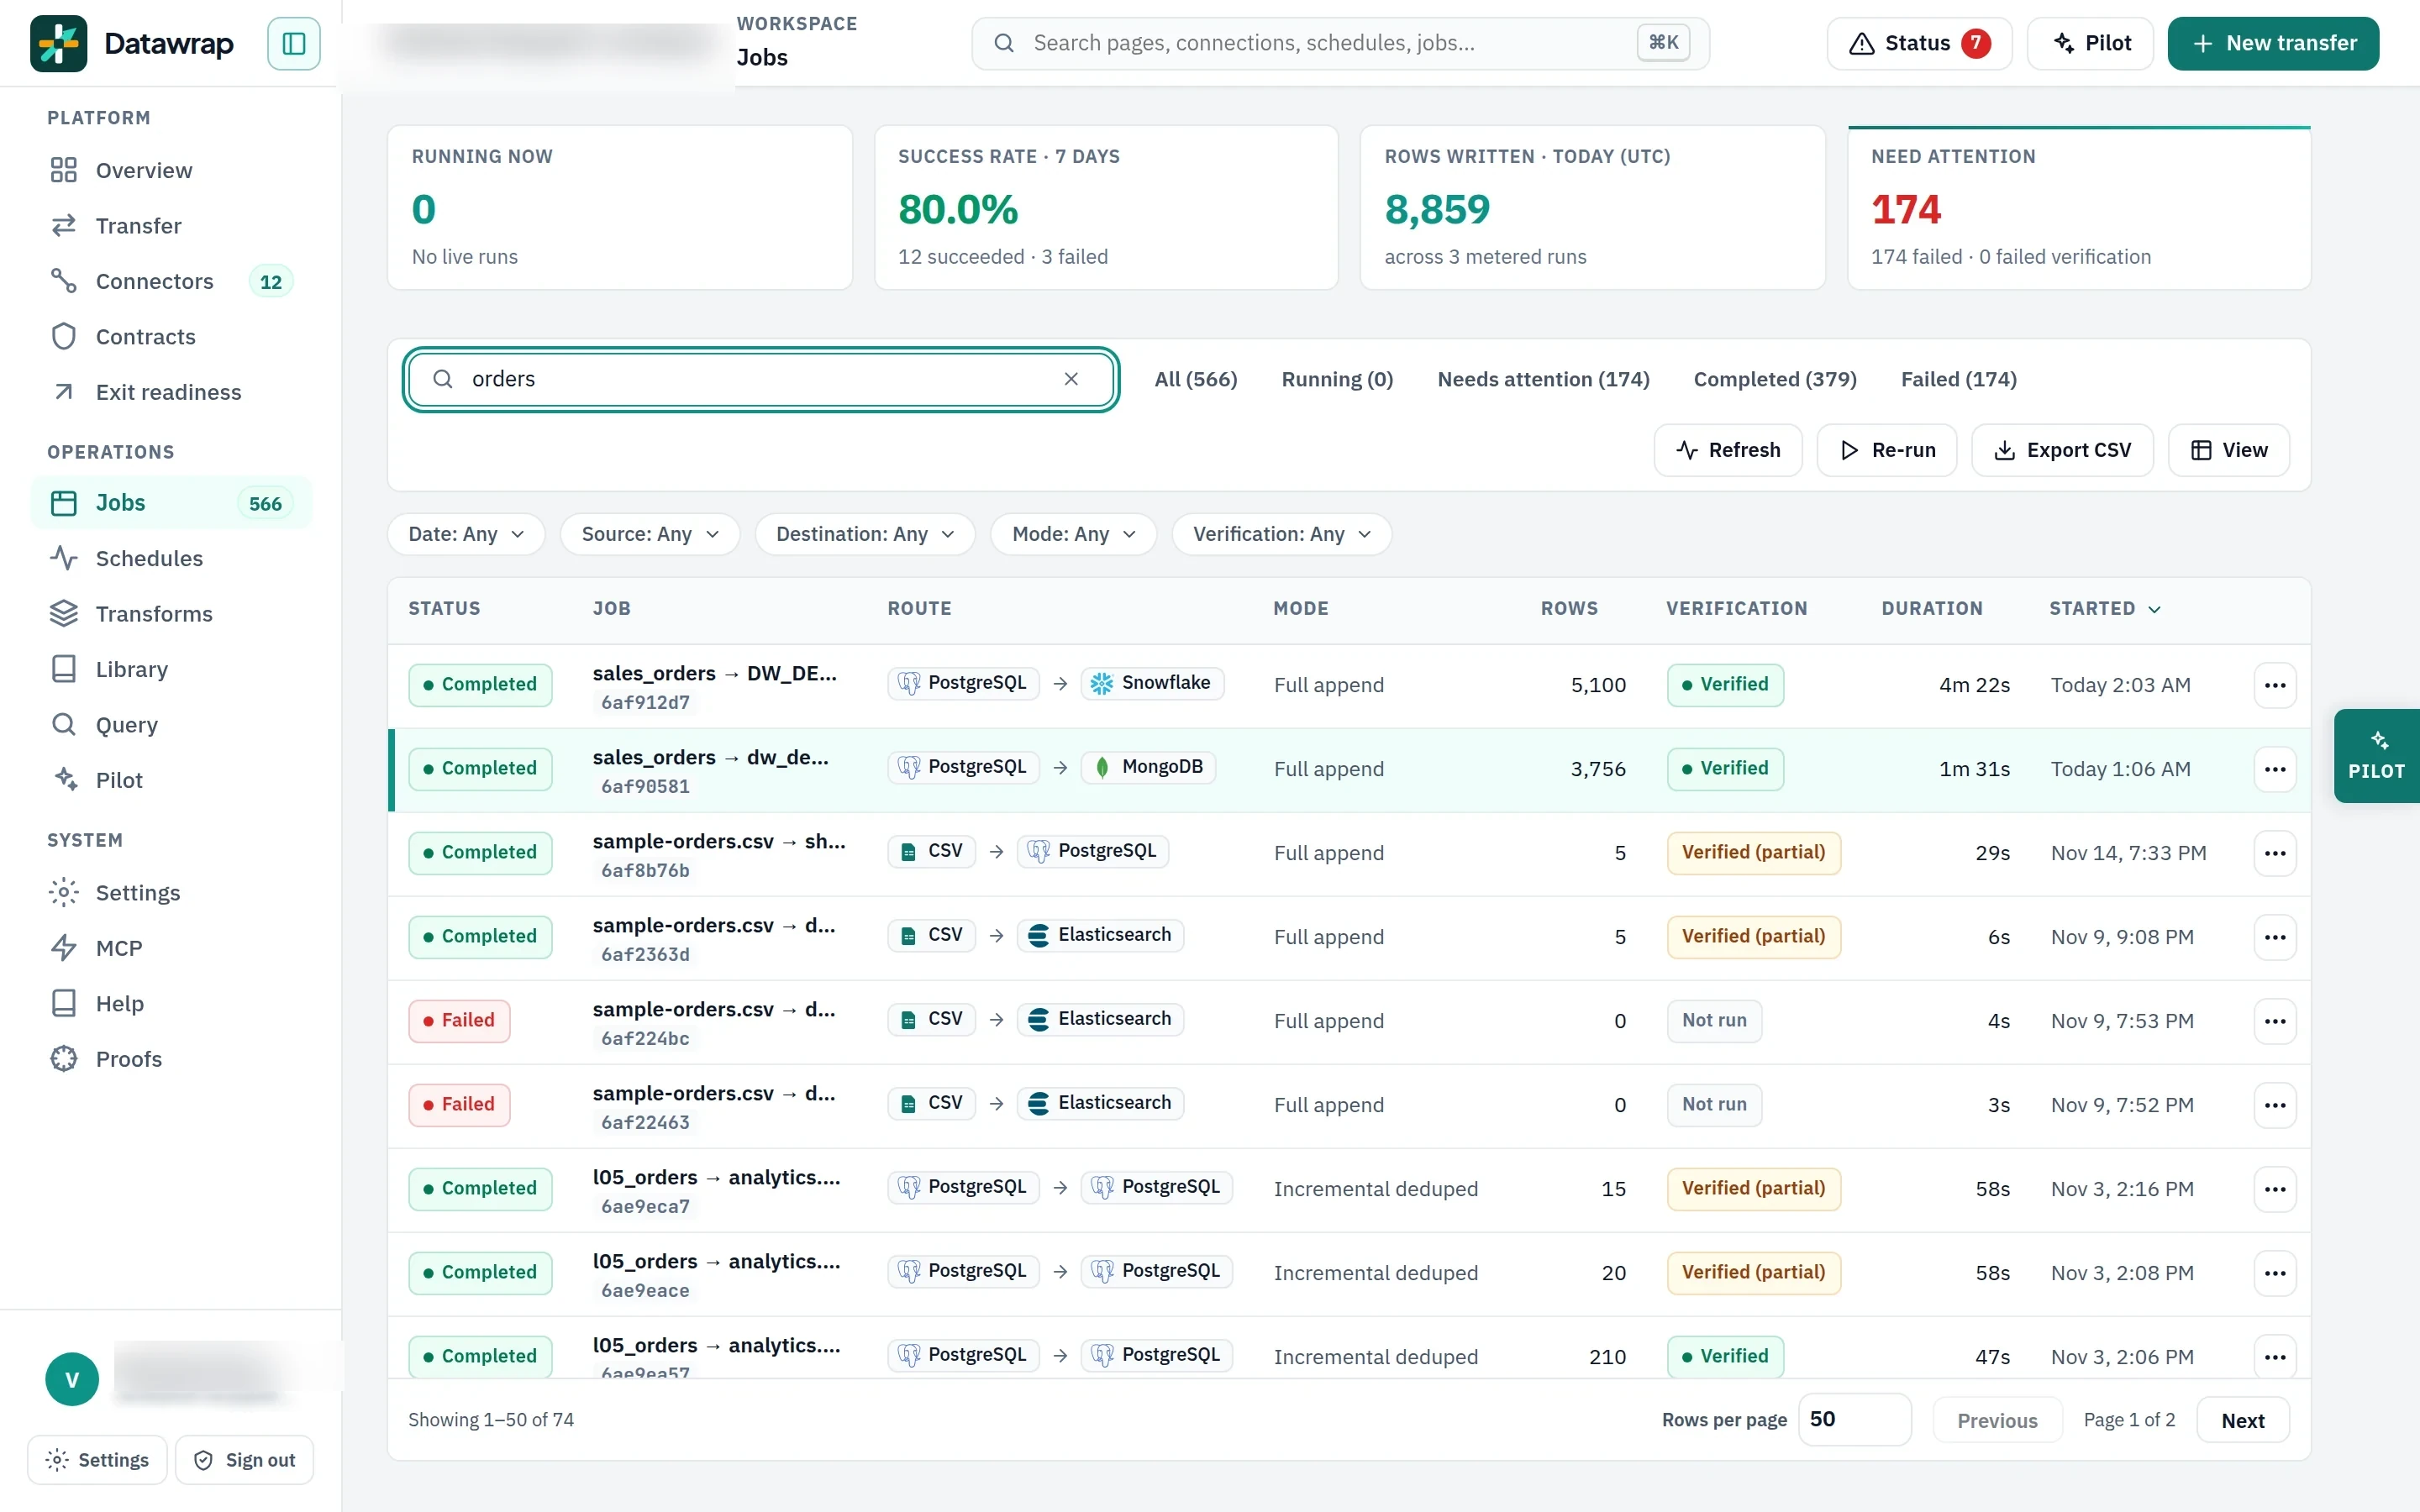 Datawrap
WORKSPACE
Jobs
Search pages, connections, schedules, jobs...
⌘K
Status 7
Pilot
+ New transfer
PLATFORM
Overview
Transfer
Connectors 12
Contracts
Exit readiness
OPERATIONS
Jobs 566
Schedules
Transforms
Library
Query
Pilot
SYSTEM
Settings
MCP
Help
Proofs
V
Settings
Sign out
RUNNING NOW
0
No live runs
SUCCESS RATE · 7 DAYS
80.0%
12 succeeded · 3 failed
ROWS WRITTEN · TODAY (UTC)
8,859
across 3 metered runs
NEED ATTENTION
174
174 failed · 0 failed verification
orders
All (566) Running (0) Needs attention (174) Completed (379) Failed (174)
Refresh Re-run Export CSV View
Date: Any Source: Any Destination: Any Mode: Any Verification: Any
STATUS JOB ROUTE MODE ROWS VERIFICATION DURATION STARTED
Completed sales_orders → DW_DE... PostgreSQL → Snowflake Full append 5,100 Verified 4m 22s Today 2:03 AM
6af912d7
Completed sales_orders → dw_de... PostgreSQL → MongoDB Full append 3,756 Verified 1m 31s Today 1:06 AM
6af90581
Completed sample-orders.csv → sh... CSV → PostgreSQL Full append 5 Verified (partial) 29s Nov 14, 7:33 PM
6af8b76b
Completed sample-orders.csv → d... CSV → Elasticsearch Full append 5 Verified (partial) 6s Nov 9, 9:08 PM
6af2363d
Failed sample-orders.csv → d... CSV → Elasticsearch Full append 0 Not run 4s Nov 9, 7:53 PM
6af224bc
Failed sample-orders.csv → d... CSV → Elasticsearch Full append 0 Not run 3s Nov 9, 7:52 PM
6af22463
Completed l05_orders → analytics.... PostgreSQL → PostgreSQL Incremental deduped 15 Verified (partial) 58s Nov 3, 2:16 PM
6ae9eca7
Completed l05_orders → analytics.... PostgreSQL → PostgreSQL Incremental deduped 20 Verified (partial) 58s Nov 3, 2:08 PM
6ae9eace
Completed l05_orders → analytics.... PostgreSQL → PostgreSQL Incremental deduped 210 Verified 47s Nov 3, 2:06 PM
6ae9ea57
Showing 1–50 of 74
Rows per page 50 Previous Page 1 of 2 Next
PILOT